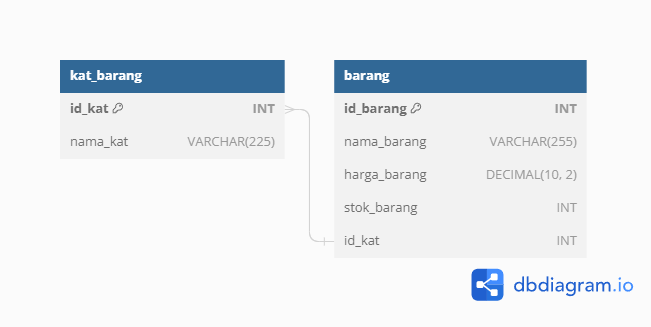 kat_barang
id_kat INT
nama_kat VARCHAR(225)
barang
id_barang INT
nama_barang VARCHAR(255)
harga_barang DECIMAL(10, 2)
stok_barang INT
id_kat INT
dbdiagram.io